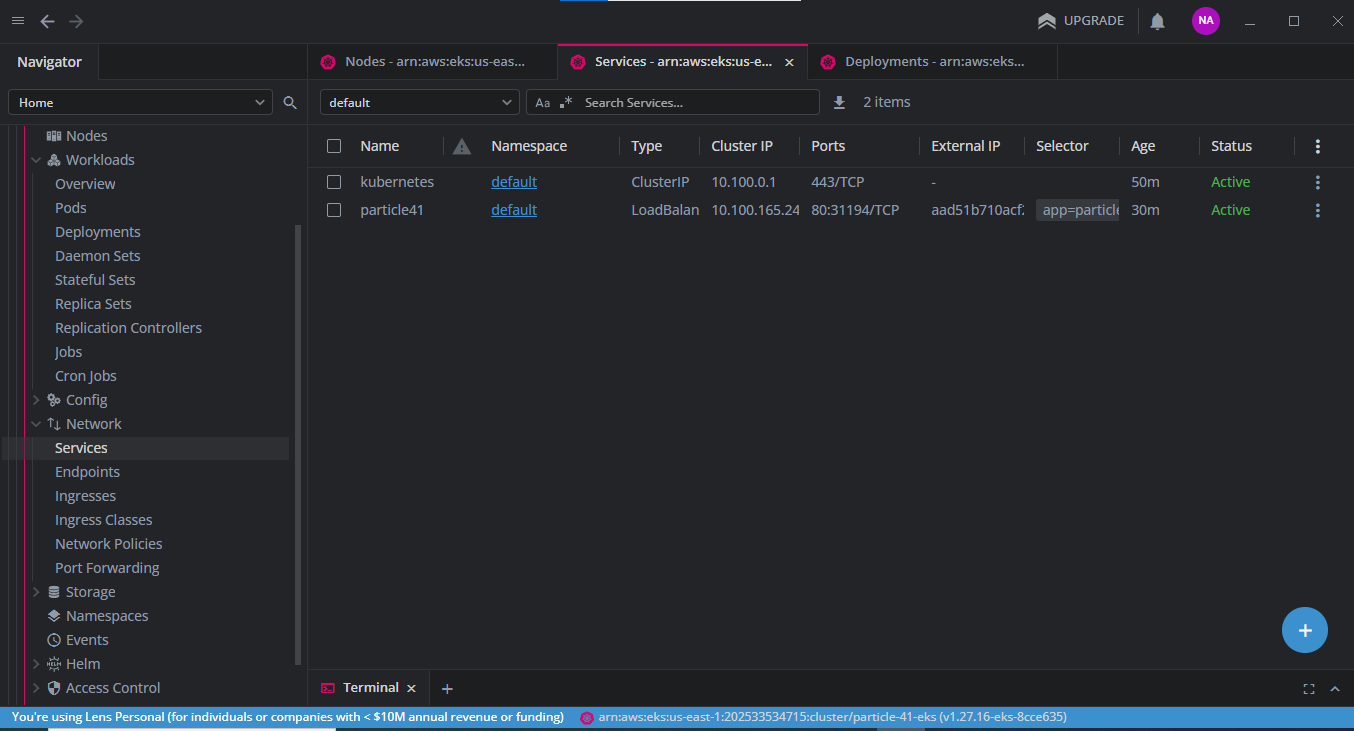 UPGRADE
NA
Navigator
Nodes - arn:aws:eks:us-eas...
Services - arn:aws:eks:us-e...
Deployments - arn:aws:eks...
Home
default
Aa .* Search Services...
2 items
Name Namespace Type Cluster IP Ports External IP Selector Age Status
kubernetes default ClusterIP 10.100.0.1 443/TCP - 50m Active
particle41 default LoadBalan 10.100.165.24 80:31194/TCP aad51b710acf2 app=particle 30m Active
Nodes
Workloads
Overview
Pods
Deployments
Daemon Sets
Stateful Sets
Replica Sets
Replication Controllers
Jobs
Cron Jobs
Config
Network
Services
Endpoints
Ingresses
Ingress Classes
Network Policies
Port Forwarding
Storage
Namespaces
Events
HELM Helm
Access Control
Terminal
You're using Lens Personal (for individuals or companies with < $10M annual revenue or funding)
arn:aws:eks:us-east-1:202533534715:cluster/particle-41-eks (v1.27.16-eks-8cce635)